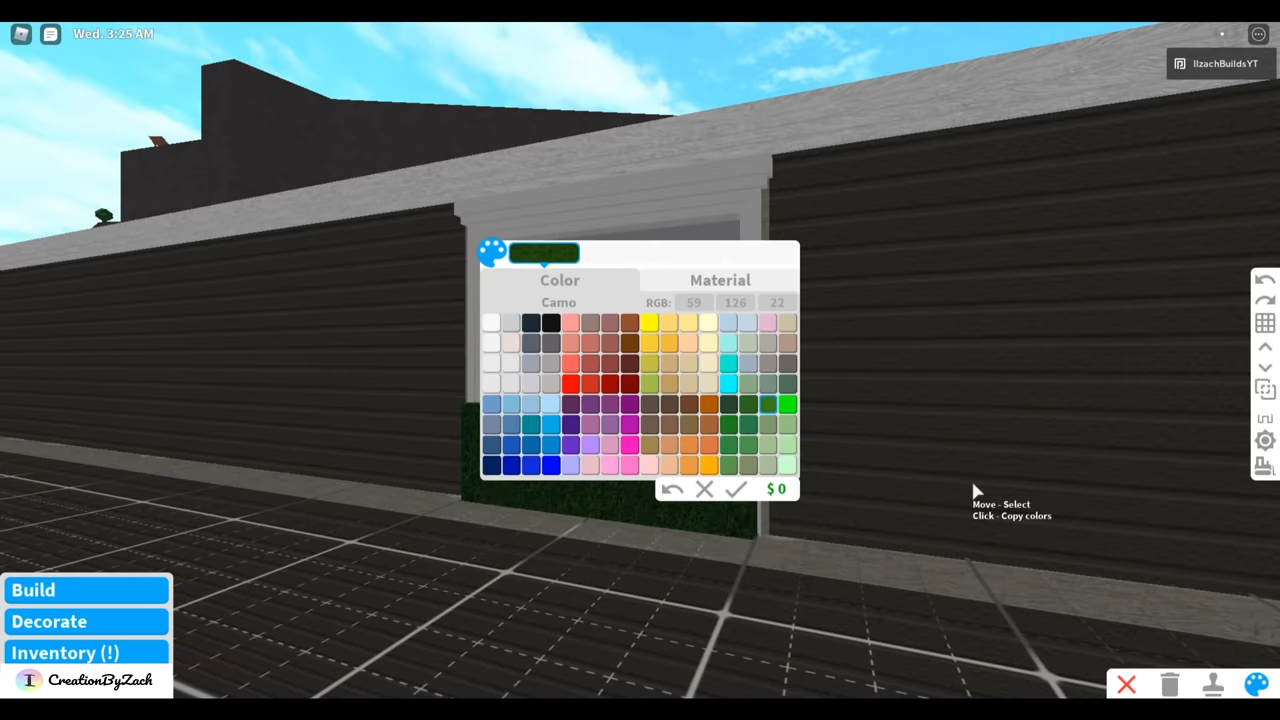 Wed. 3:25 AM
IIzachBuildsYT
Color
Material
Camo
RGB: 59 126 22
$ 0
Move - Select
Click - Copy colors
Build
Decorate
Inventory (!)
I CreationByZach